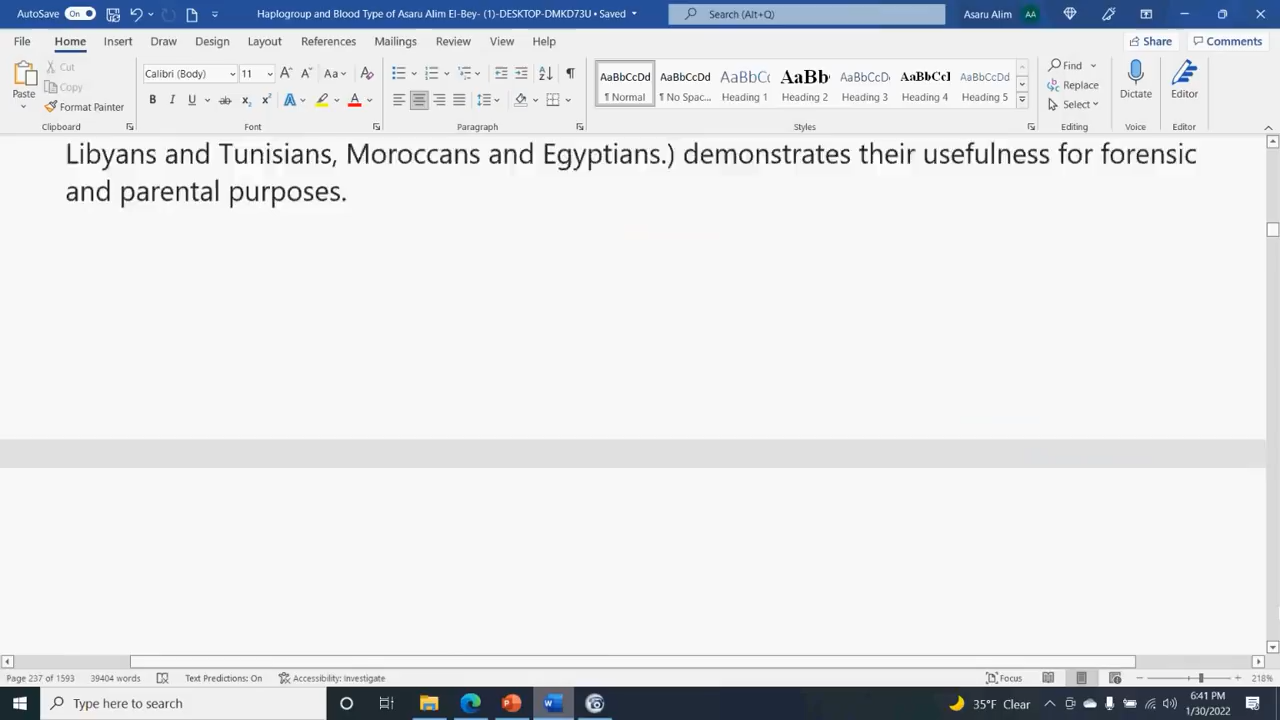 AutoSave On Haplogroup and Blood Type of Asaru Alim El-Bey- (1)-DESKTOP-DMKD73U • Saved Search (Alt+Q) Asaru Alim AA
File Home Insert Draw Design Layout References Mailings Review View Help Share Comments
Paste Cut Copy Format Painter
Calibri (Body) 11
AaBbCcDd AaBbCcDd AaBbC( AaBb AaBbCcD AaBbCcI AaBbCcDd
¶ Normal ¶ No Spac... Heading 1 Heading 2 Heading 3 Heading 4 Heading 5
Find
Replace
Select
Dictate Editor
Clipboard Font Paragraph Styles Editing Voice Editor
Libyans and Tunisians, Moroccans and Egyptians.) demonstrates their usefulness for forensic
and parental purposes.
Page 237 of 1593 39404 words Text Predictions: On Accessibility: Investigate Focus 218%
Type here to search 35°F Clear 6:41 PM
1/30/2022